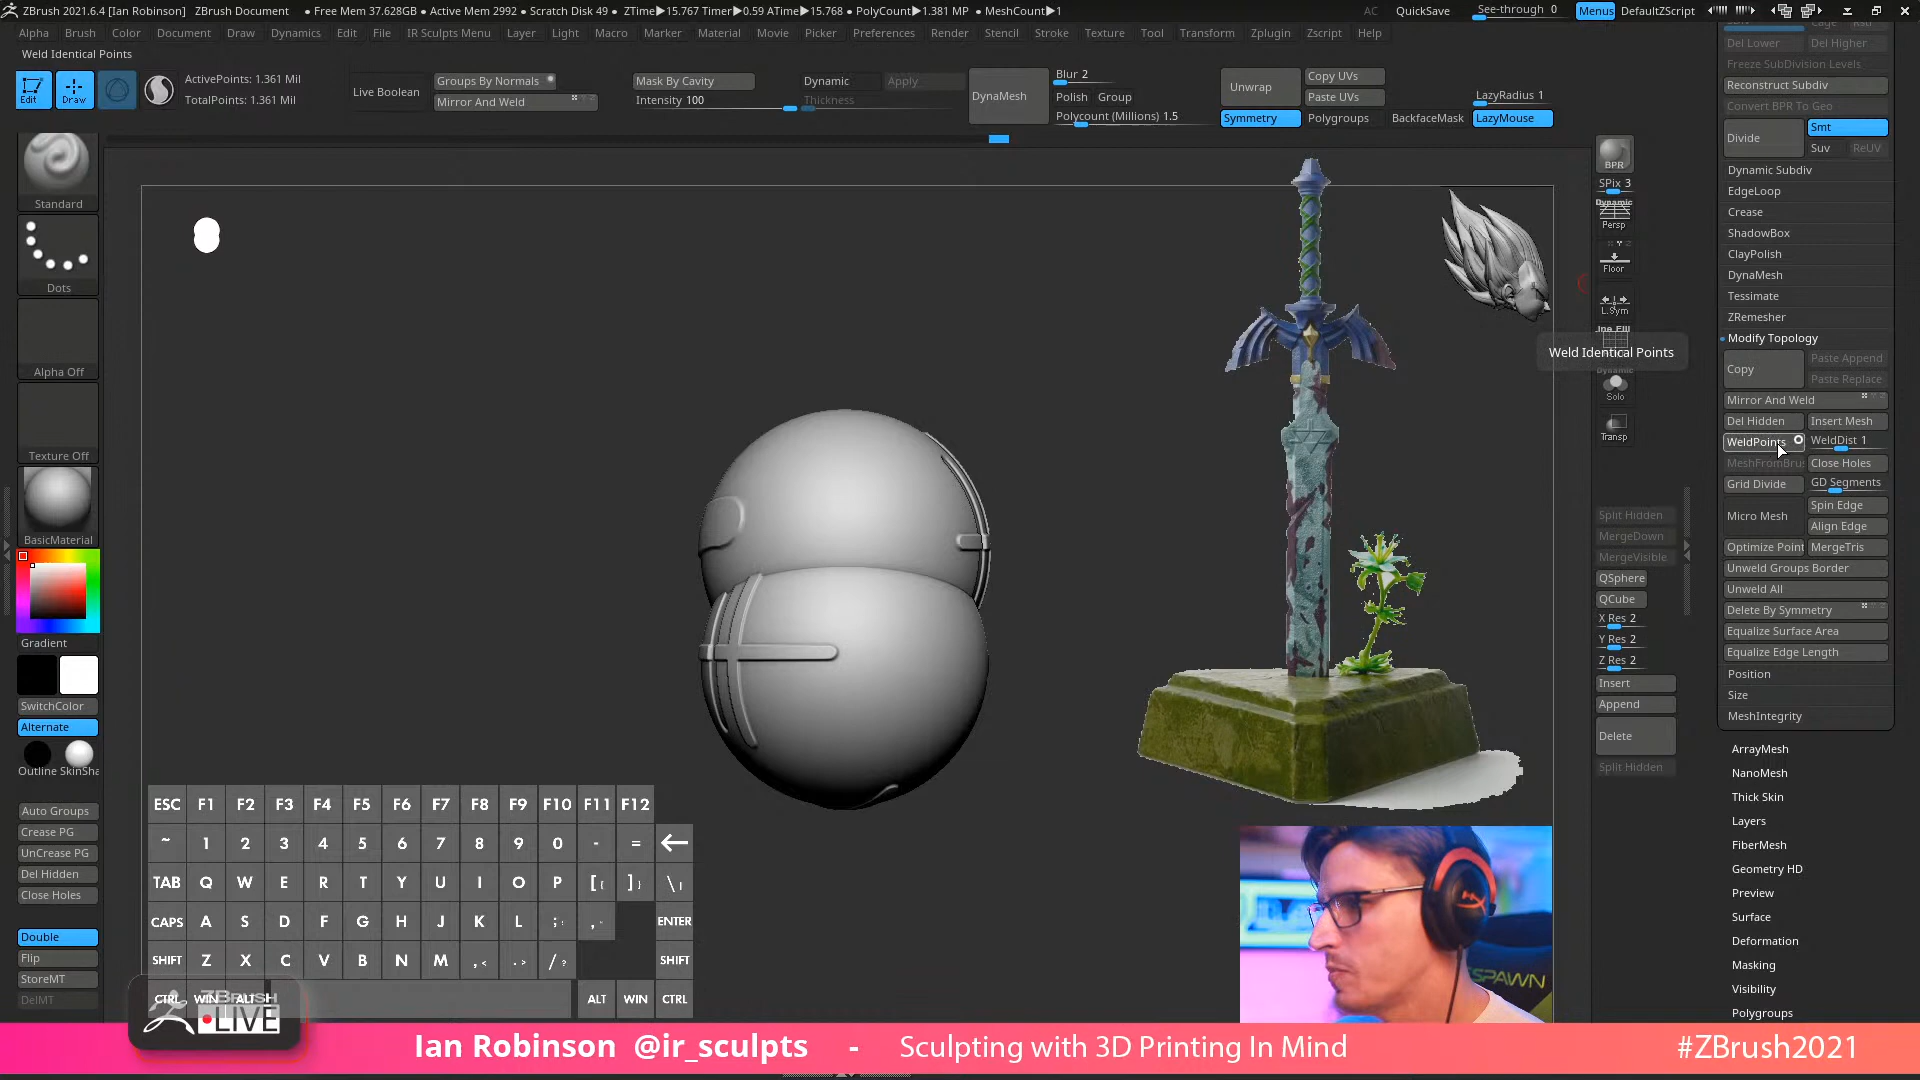 ZBrush 2021.6.4 [Ian Robinson]   ZBrush Document   • Free Mem 37.628GB • Active Mem 2992 • Scratch Disk 49 • ZTime▶15.767 Timer▶0.59 ATime▶15.768 • PolyCount▶1.381 MP • MeshCount▶1   AC   QuickSave   See-through 0   Menus   DefaultZScript
Alpha   Brush   Color   Document   Draw   Dynamics   Edit   File   IR Sculpts Menu   Layer   Light   Macro   Marker   Material   Movie   Picker   Preferences   Render   Stencil   Stroke   Texture   Tool   Transform   Zplugin   Zscript   Help
Weld Identical Points
Edit
Draw
ActivePoints: 1.361 Mil
TotalPoints: 1.361 Mil
Live Boolean
Groups By Normals
Mirror And Weld
Mask By Cavity
Intensity 100
Dynamic   Apply
Thickness
DynaMesh
Blur 2
Polish   Group
Polycount (Millions) 1.5
Unwrap
Copy UVs
Paste UVs
Symmetry   Polygroups   BackfaceMask
LazyRadius 1
LazyMouse
Standard
Dots
Alpha Off
Texture Off
BasicMaterial
Gradient
SwitchColor
Alternate
Outline   SkinSha
Auto Groups
Crease PG
UnCrease PG
Del Hidden
Close Holes
Double
Flip
StoreMT
DelMT
BPR
SPix 3
Dynamic
Persp
Floor
L.Sym
Weld Identical Points
Dynamic
Solo
Transp
Split Hidden
MergeDown
MergeVisible
QSphere
QCube
X Res 2
Y Res 2
Z Res 2
Insert
Append
Delete
Split Hidden
Del Lower   Del Higher
Freeze SubDivision Levels
Reconstruct Subdiv
Convert BPR To Geo
Divide   Smt
Suv   ReUV
Dynamic Subdiv
EdgeLoop
Crease
ShadowBox
ClayPolish
DynaMesh
Tessimate
ZRemesher
Modify Topology
Copy   Paste Append
Paste Replace
Mirror And Weld
Del Hidden   Insert Mesh
WeldPoints   WeldDist 1
MeshFromBrus   Close Holes
Grid Divide   GD Segments
Micro Mesh   Spin Edge
Align Edge
Optimize Point   MergeTris
Unweld Groups Border
Unweld All
Delete By Symmetry
Equalize Surface Area
Equalize Edge Length
Position
Size
MeshIntegrity
ArrayMesh
NanoMesh
Thick Skin
Layers
FiberMesh
Geometry HD
Preview
Surface
Deformation
Masking
Visibility
Polygroups
ESC F1 F2 F3 F4 F5 F6 F7 F8 F9 F10 F11 F12
~ 1 2 3 4 5 6 7 8 9 0 - =
TAB Q W E R T Y U I O P [ { ] } \ |
CAPS A S D F G H J K L ; : , " ENTER
SHIFT Z X C V B N M , < . > / ? SHIFT
CTRL WIN ALT ALT WIN CTRL
ZBRUSH
LIVE
Ian Robinson @ir_sculpts - Sculpting with 3D Printing In Mind #ZBrush2021